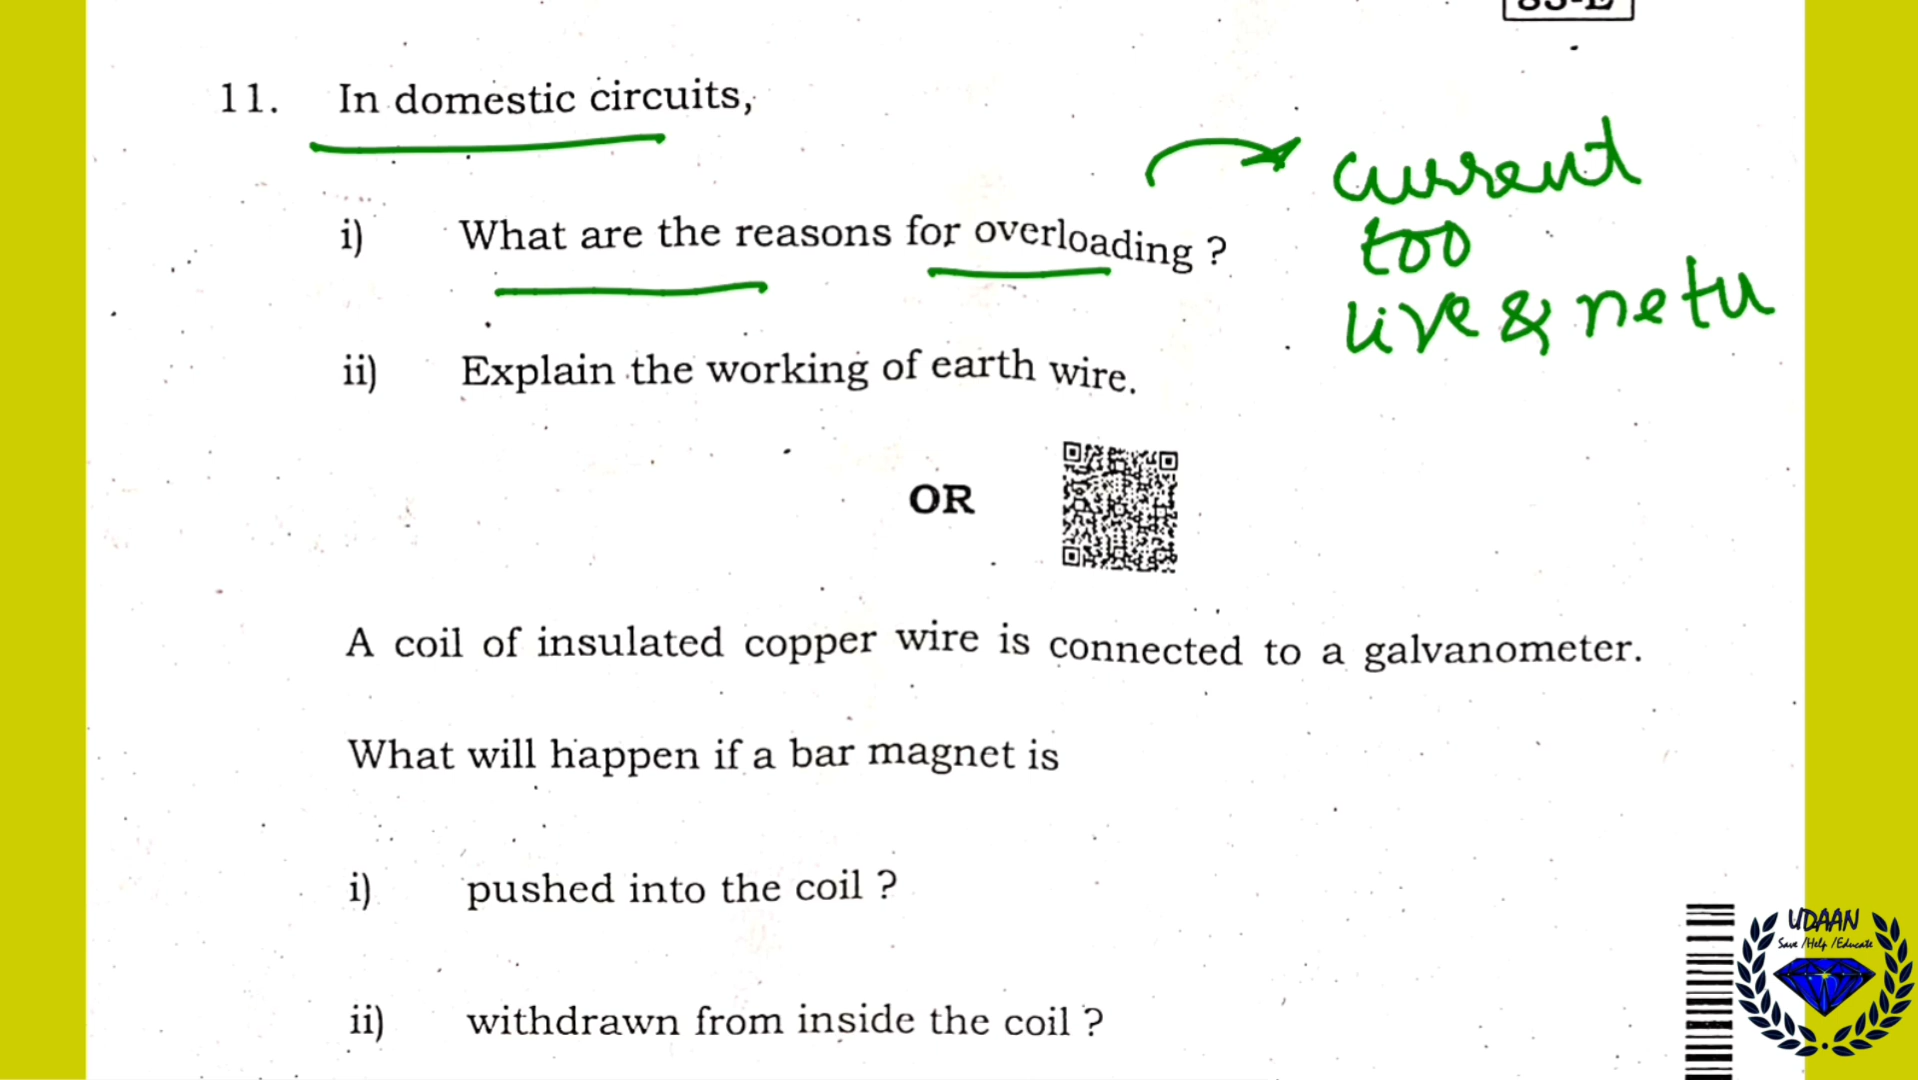 11. In domestic circuits,
current
i) What are the reasons for overloading ?
too
live & netu
ii) Explain the working of earth wire.
OR
A coil of insulated copper wire is connected to a galvanometer.
What will happen if a bar magnet is
i) pushed into the coil ?
UDAAN
Save /Help /Educate
ii) withdrawn from inside the coil ?